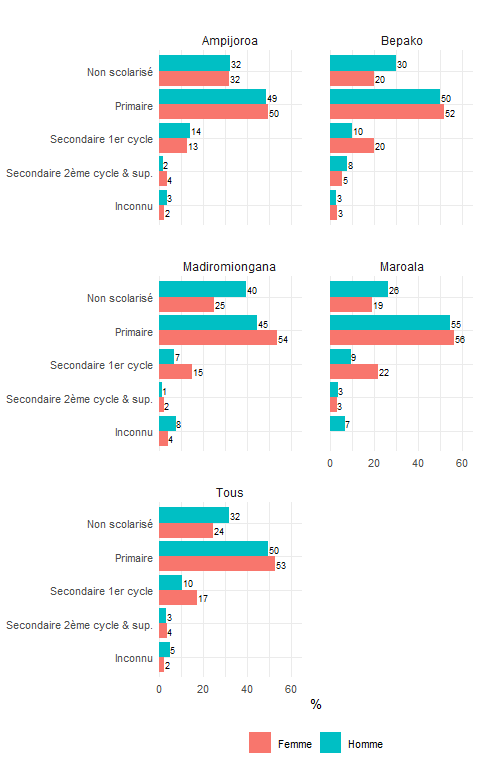 Ampijoroa
Bepako
Non scolarisé
32
32
30
20
Primaire
49
50
50
52
Secondaire 1er cycle
14
13
10
20
Secondaire 2ème cycle & sup.
2
4
8
5
Inconnu
3
2
3
3
Madiromiongana
Maroala
Non scolarisé
40
25
26
19
Primaire
45
54
55
56
Secondaire 1er cycle
7
15
9
22
Secondaire 2ème cycle & sup.
1
2
3
3
Inconnu
8
4
7
0 20 40 60
Tous
Non scolarisé
32
24
Primaire
50
53
Secondaire 1er cycle
10
17
Secondaire 2ème cycle & sup.
3
4
Inconnu
5
2
0 20 40 60
%
Femme Homme